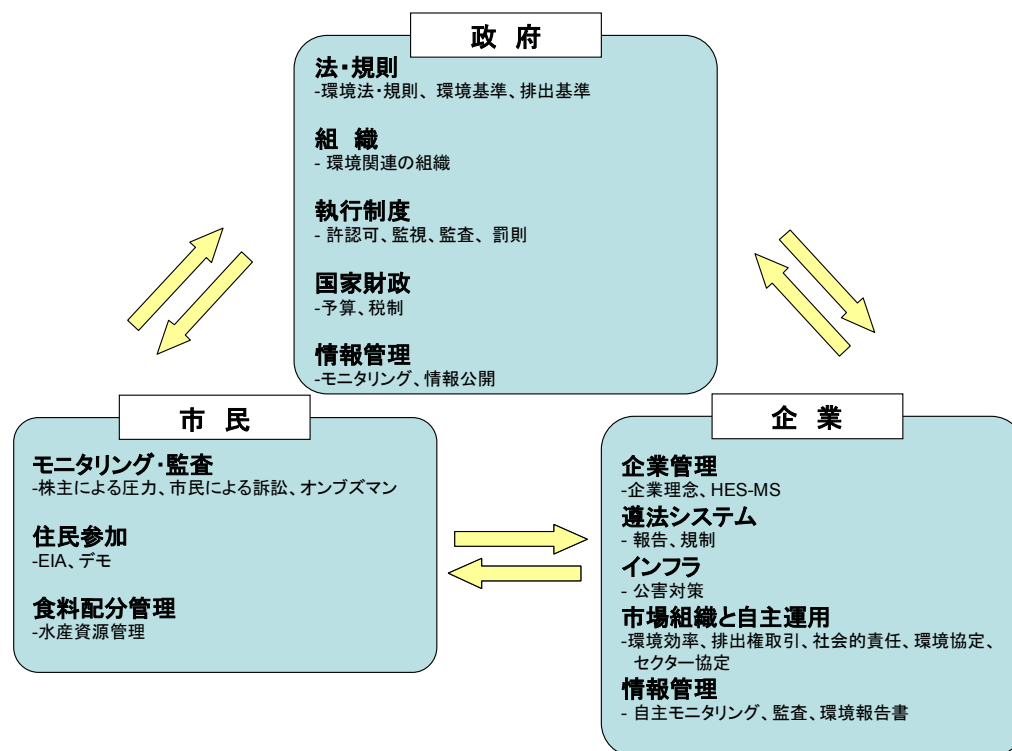 政 府
法・規則
-環境法・規則、 環境基準、排出基準
組 織
- 環境関連の組織
執行制度
- 許認可、監視、監査、 罰則
国家財政
-予算、税制
情報管理
-モニタリング、情報公開
市 民
モニタリング・監査
-株主による圧力、市民による訴訟、オンブズマン
住民参加
-EIA、デモ
食料配分管理
-水産資源管理
企 業
企業管理
-企業理念、HES-MS
遵法システム
- 報告、規制
インフラ
- 公害対策
市場組織と自主運用
-環境効率、排出権取引、社会的責任、環境協定、
セクター協定
情報管理
- 自主モニタリング、監査、環境報告書